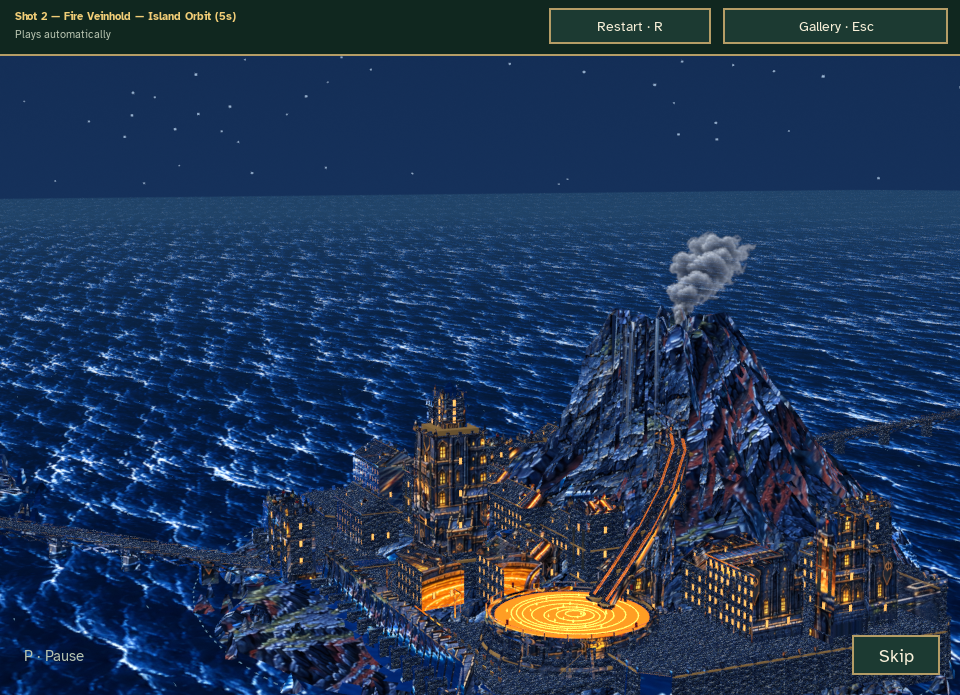 Shot 2 — Fire Veinhold — Island Orbit (5s)
Plays automatically
Restart · R
Gallery · Esc
P · Pause
Skip